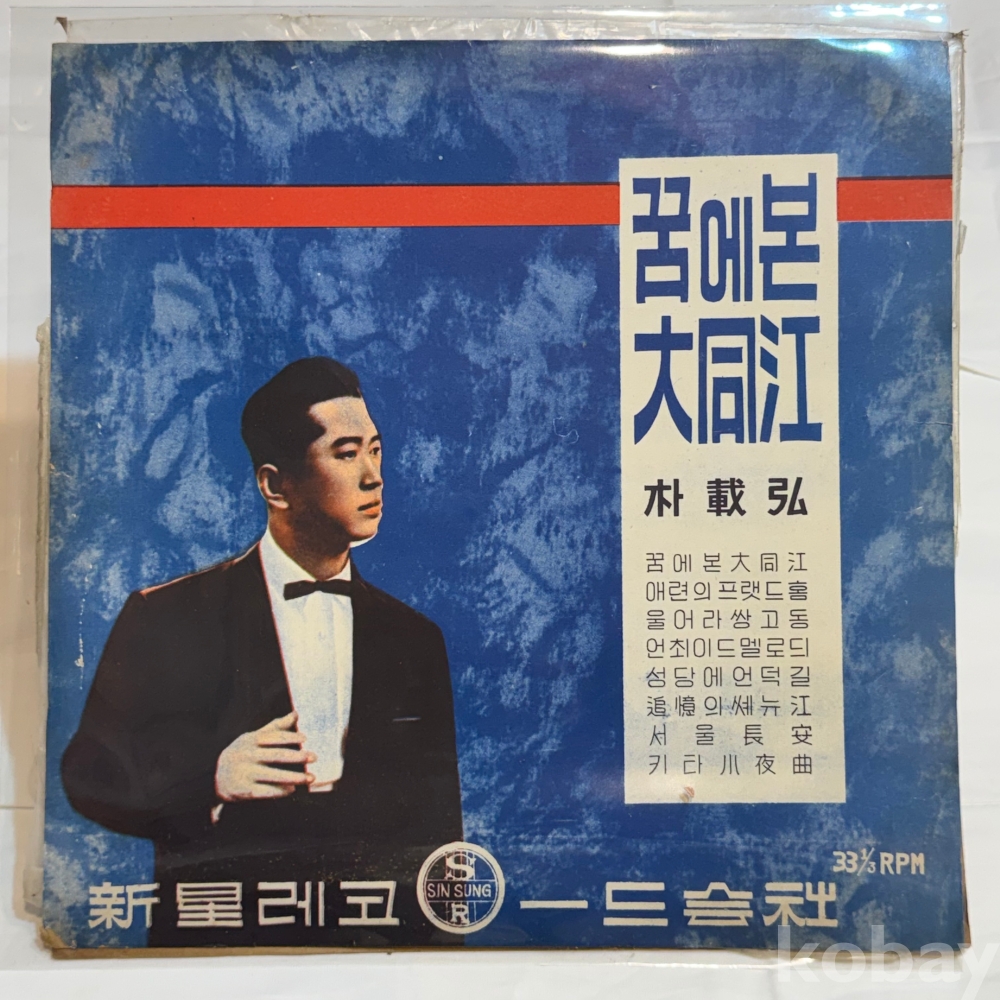 꿈에본
大同江
朴載弘
꿈에본大同江
애련의프랫드홈
울어라쌍고동
언최이드멜로듸
성당에언덕길
追憶의쎄뉴江
서울長安
키타小夜曲
33⅓RPM
新星레코
S
SIN SUNG
R
ー드会社
kobay